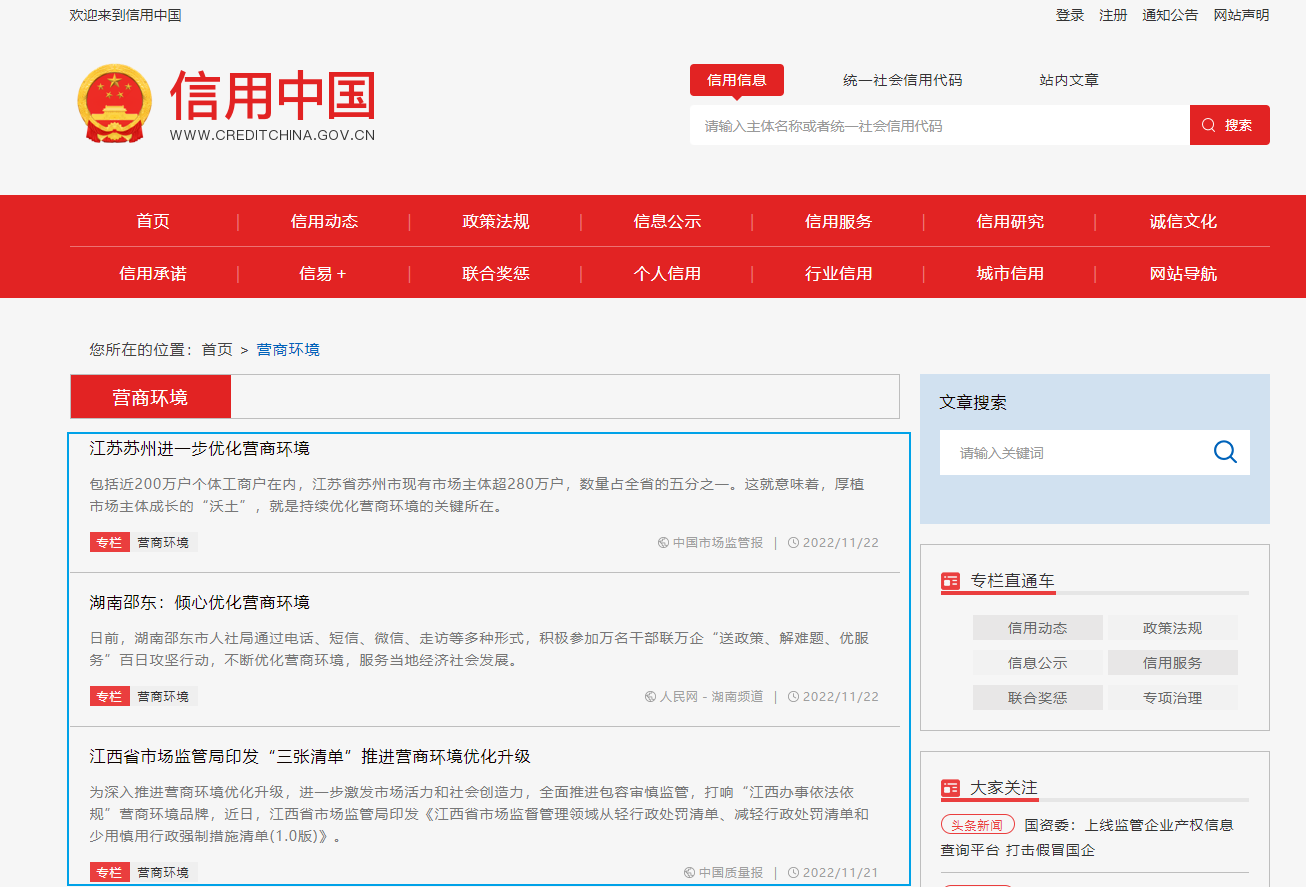 欢迎来到信用中国
登录 注册 通知公告 网站声明
信用中国
WWW.CREDITCHINA.GOV.CN
信用信息 统一社会信用代码 站内文章
请输入主体名称或者统一社会信用代码
搜索
首页 信用动态 政策法规 信息公示 信用服务 信用研究 诚信文化
信用承诺 信易 + 联合奖惩 个人信用 行业信用 城市信用 网站导航
您所在的位置：首页 > 营商环境
营商环境
江苏苏州进一步优化营商环境
包括近200万户个体工商户在内，江苏省苏州市现有市场主体超280万户，数量占全省的五分之一。这就意味着，厚植
市场主体成长的“沃土”，就是持续优化营商环境的关键所在。
专栏 营商环境 中国市场监管报 | 2022/11/22
湖南邵东：倾心优化营商环境
日前，湖南邵东市人社局通过电话、短信、微信、走访等多种形式，积极参加万名干部联万企“送政策、解难题、优服
务”百日攻坚行动，不断优化营商环境，服务当地经济社会发展。
专栏 营商环境 人民网 - 湖南频道 | 2022/11/22
江西省市场监管局印发“三张清单”推进营商环境优化升级
为深入推进营商环境优化升级，进一步激发市场活力和社会创造力，全面推进包容审慎监管，打响“江西办事依法依
规”营商环境品牌，近日，江西省市场监管局印发《江西省市场监督管理领域从轻行政处罚清单、减轻行政处罚清单和
少用慎用行政强制措施清单(1.0版)》。
专栏 营商环境 中国质量报 | 2022/11/21
文章搜索
请输入关键词
专栏直通车
信用动态 政策法规
信息公示 信用服务
联合奖惩 专项治理
大家关注
头条新闻 国资委：上线监管企业产权信息
查询平台 打击假冒国企